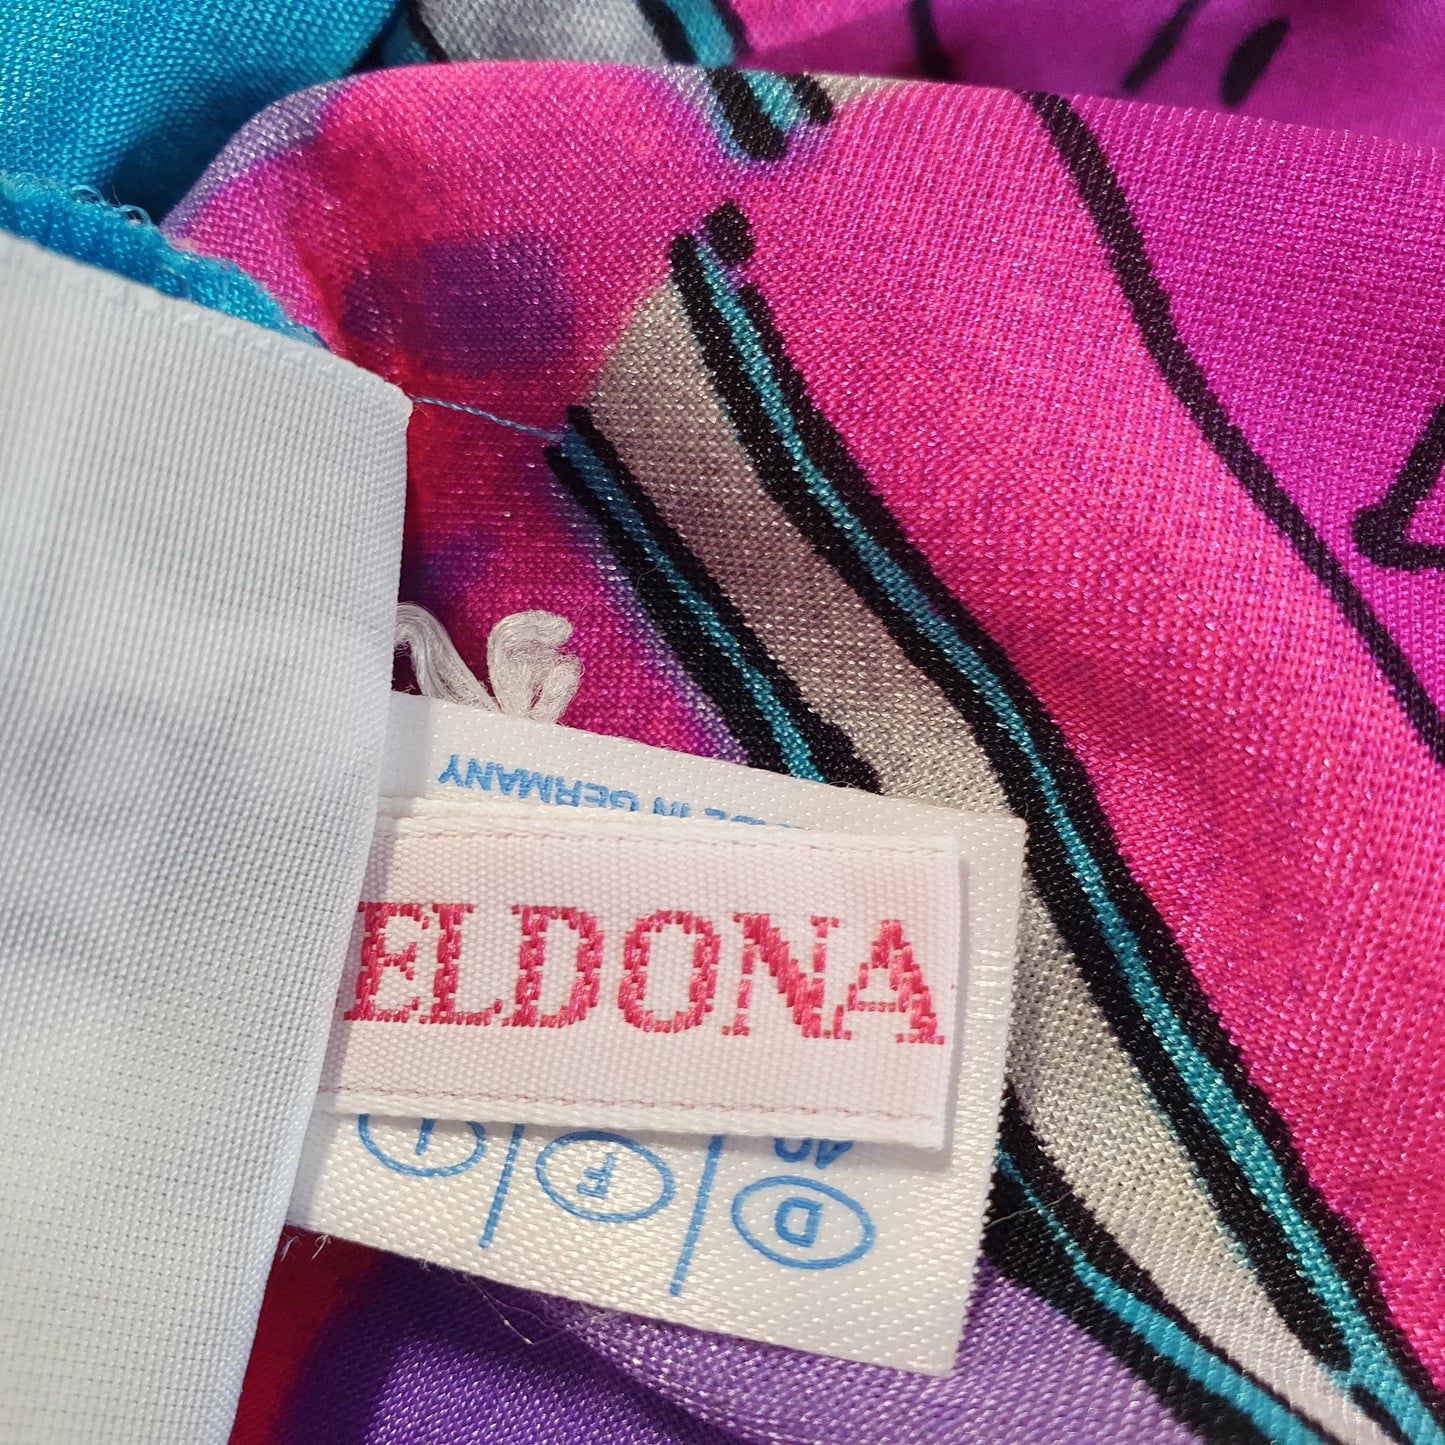 IN GERMANY
ELDONA
I F D
40